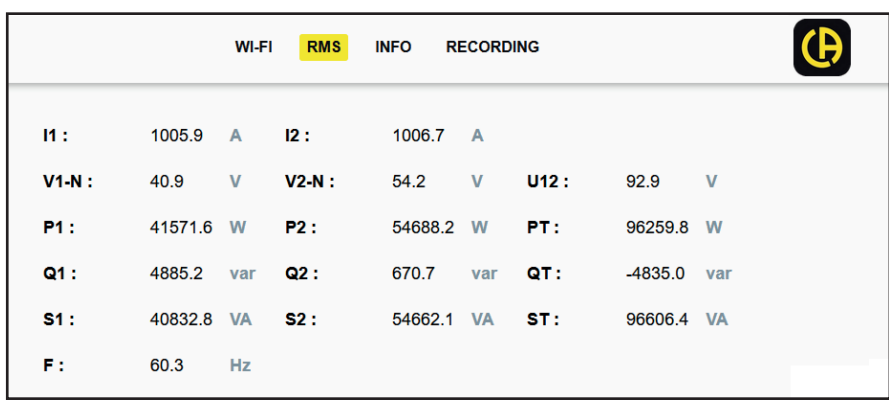 WI-FI RMS INFO RECORDING
I1 : 1005.9 A I2 : 1006.7 A
V1-N : 40.9 V V2-N : 54.2 V U12 : 92.9 V
P1 : 41571.6 W P2 : 54688.2 W PT : 96259.8 W
Q1 : 4885.2 var Q2 : 670.7 var QT : -4835.0 var
S1 : 40832.8 VA S2 : 54662.1 VA ST : 96606.4 VA
F : 60.3 Hz